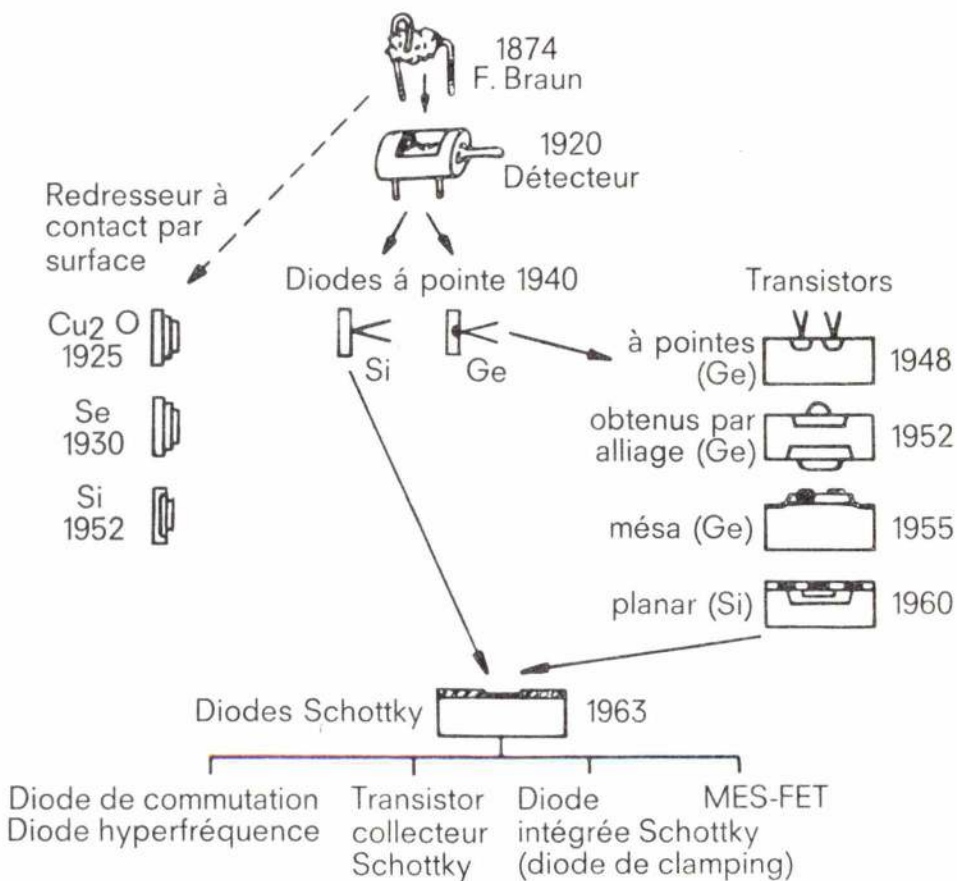 1874
F. Braun
1920
Détecteur
Redresseur à
contact par
surface
Diodes á pointe 1940
Transistors
Cu2 O
1925
Si
Ge
à pointes
(Ge)
1948
Se
1930
obtenus par
alliage (Ge)
1952
Si
1952
mésa (Ge)
1955
planar (Si)
1960
Diodes Schottky
1963
Diode de commutation
Diode hyperfréquence
Transistor
collecteur
Schottky
Diode
intégrée Schottky
(diode de clamping)
MES-FET